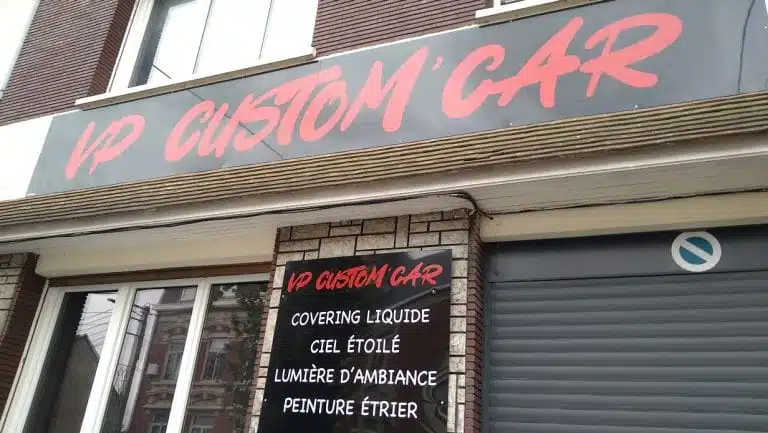 VP CUSTOM'CAR
VP CUSTOM'CAR
COVERING LIQUIDE
CIEL ÉTOILÉ
LUMIÈRE D'AMBIANCE
PEINTURE ÉTRIER